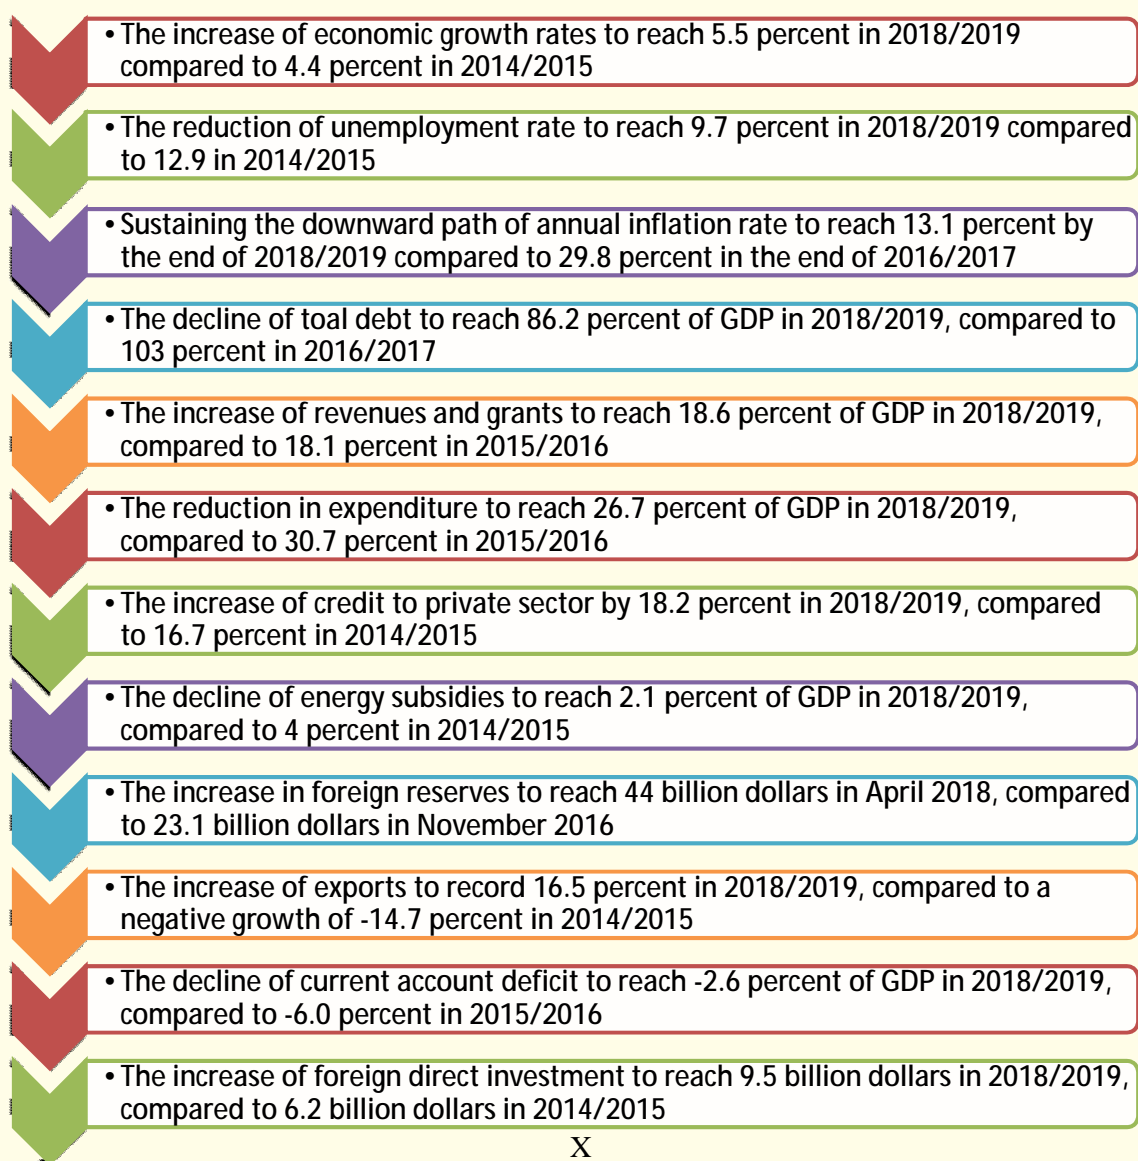 • The increase of economic growth rates to reach 5.5 percent in 2018/2019
compared to 4.4 percent in 2014/2015
• The reduction of unemployment rate to reach 9.7 percent in 2018/2019 compared
to 12.9 in 2014/2015
• Sustaining the downward path of annual inflation rate to reach 13.1 percent by
the end of 2018/2019 compared to 29.8 percent in the end of 2016/2017
• The decline of toal debt to reach 86.2 percent of GDP in 2018/2019, compared to
103 percent in 2016/2017
• The increase of revenues and grants to reach 18.6 percent of GDP in 2018/2019,
compared to 18.1 percent in 2015/2016
• The reduction in expenditure to reach 26.7 percent of GDP in 2018/2019,
compared to 30.7 percent in 2015/2016
• The increase of credit to private sector by 18.2 percent in 2018/2019, compared
to 16.7 percent in 2014/2015
• The decline of energy subsidies to reach 2.1 percent of GDP in 2018/2019,
compared to 4 percent in 2014/2015
• The increase in foreign reserves to reach 44 billion dollars in April 2018, compared
to 23.1 billion dollars in November 2016
• The increase of exports to record 16.5 percent in 2018/2019, compared to a
negative growth of -14.7 percent in 2014/2015
• The decline of current account deficit to reach -2.6 percent of GDP in 2018/2019,
compared to -6.0 percent in 2015/2016
• The increase of foreign direct investment to reach 9.5 billion dollars in 2018/2019,
compared to 6.2 billion dollars in 2014/2015
X